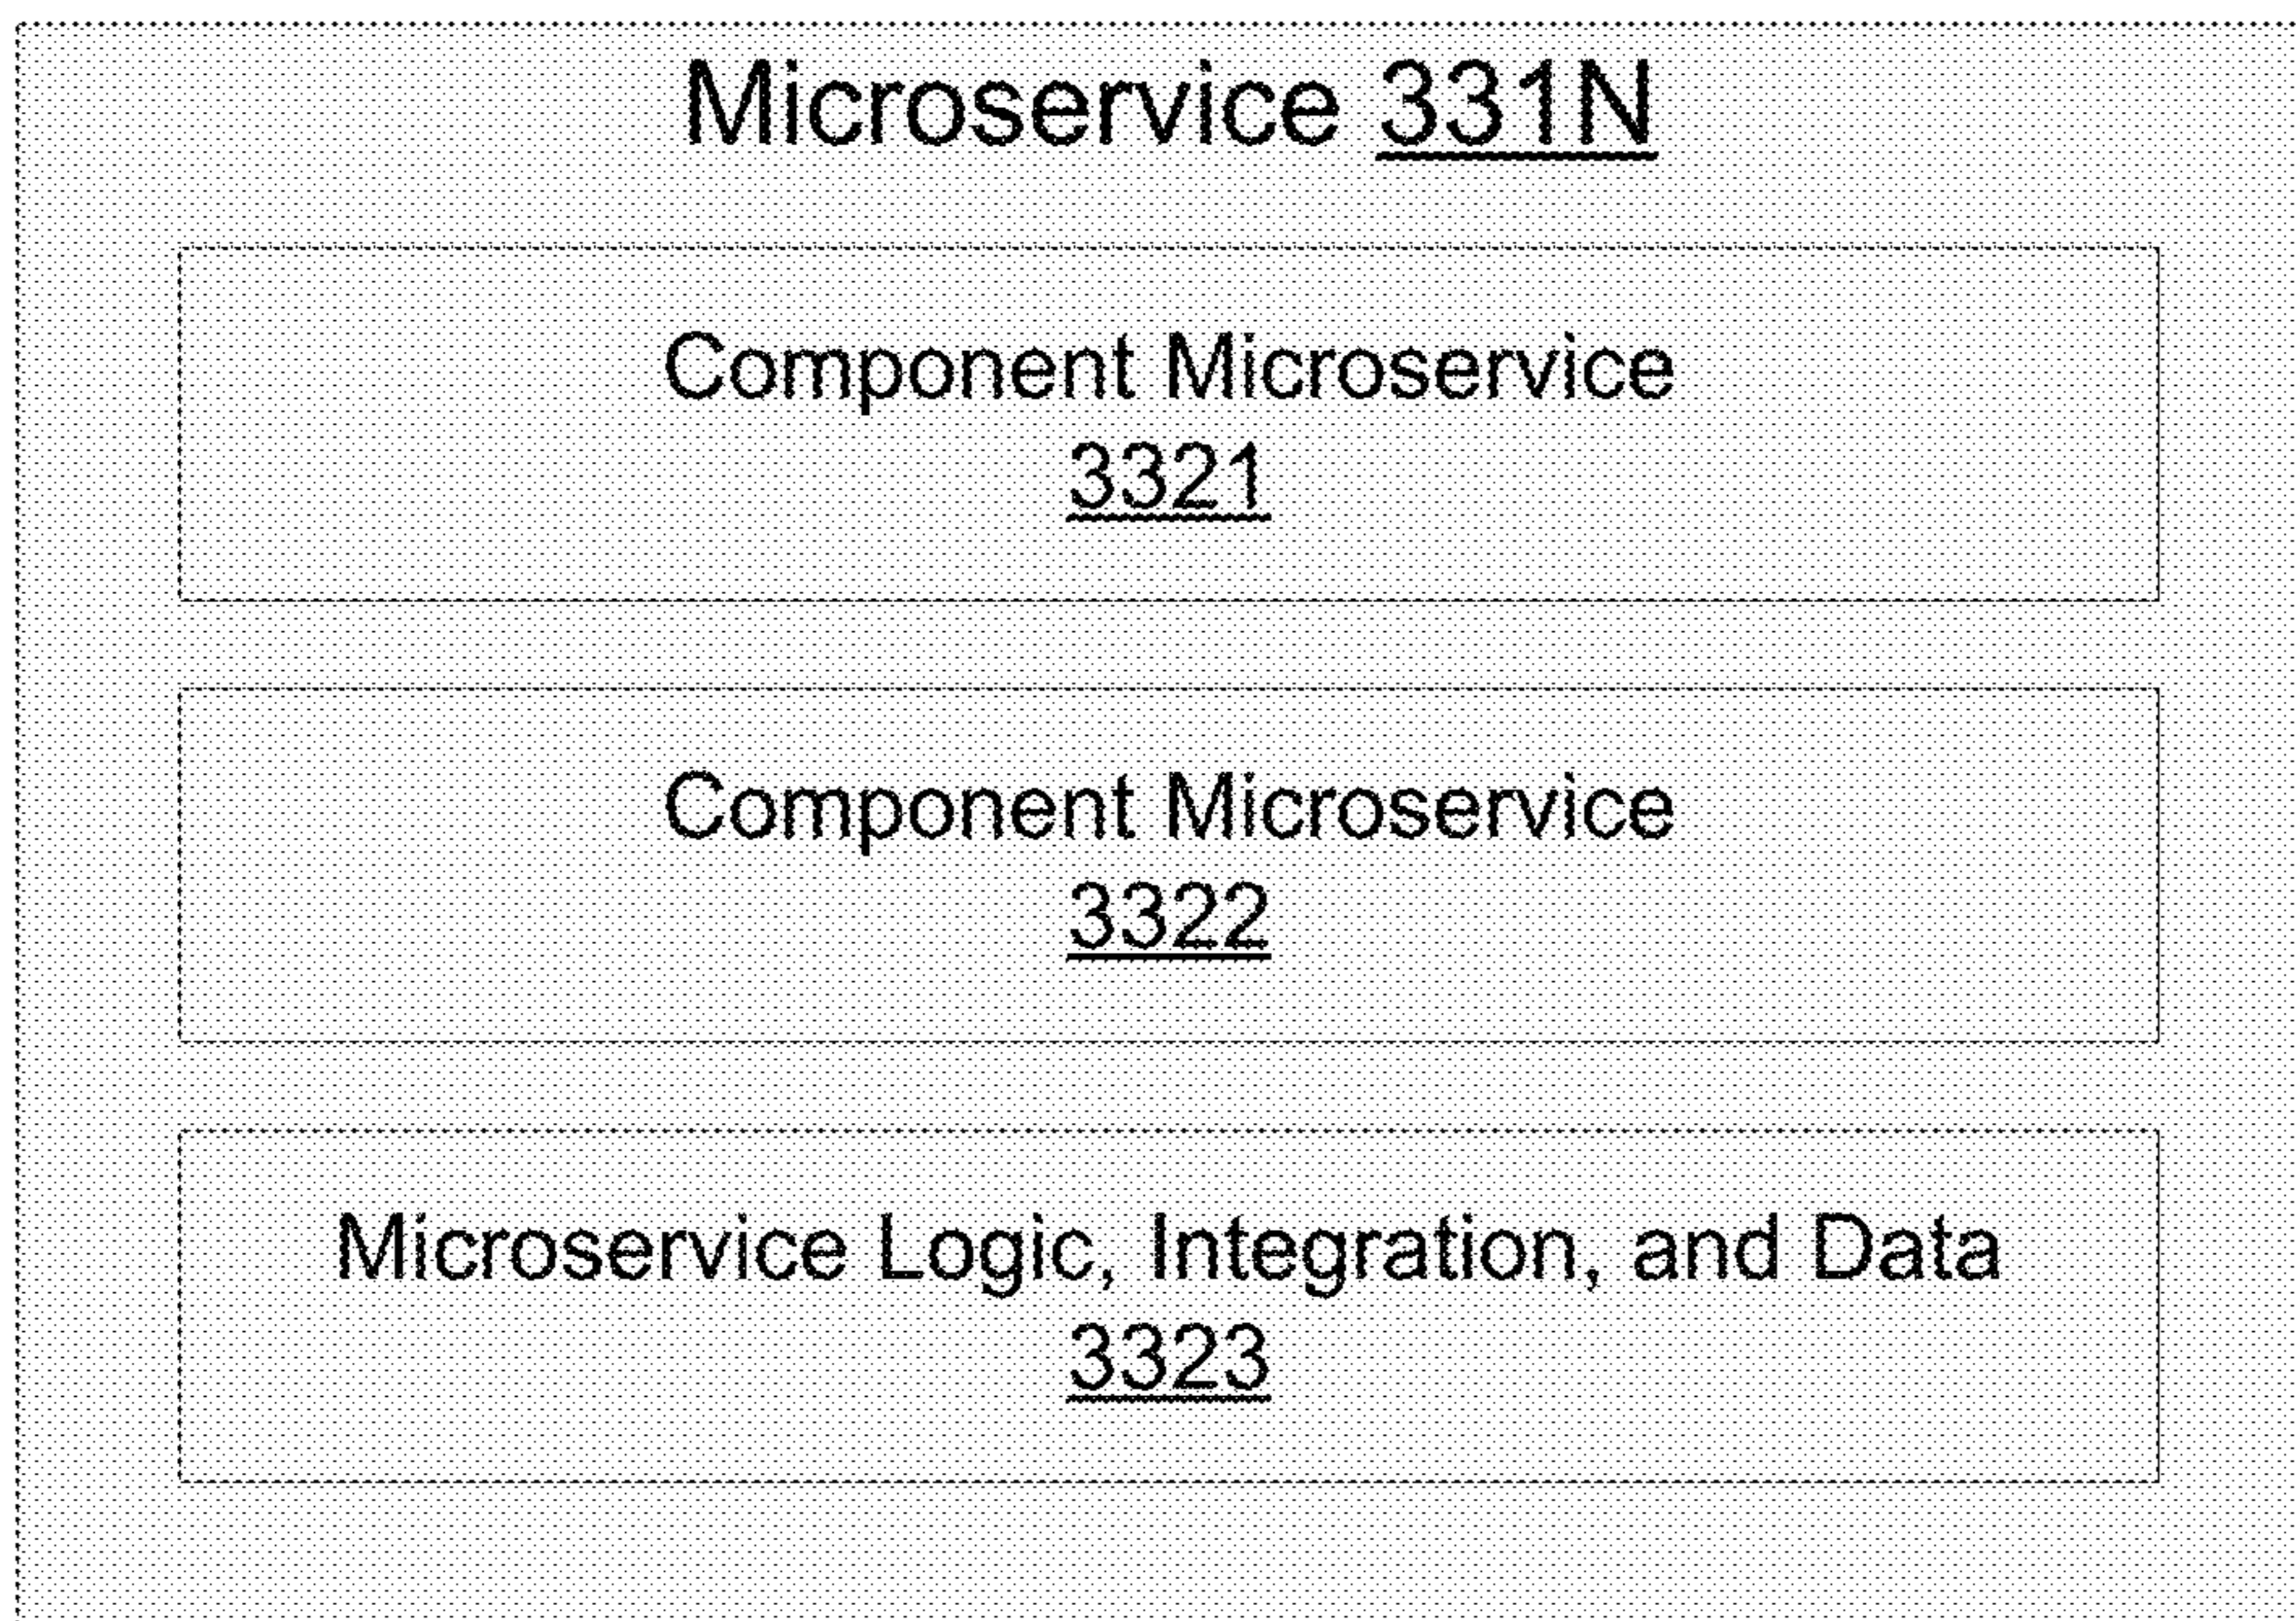 Microservice 331N
Component Microservice
3321
Component Microservice
3322
Microservice Logic, Integration, and Data
3323